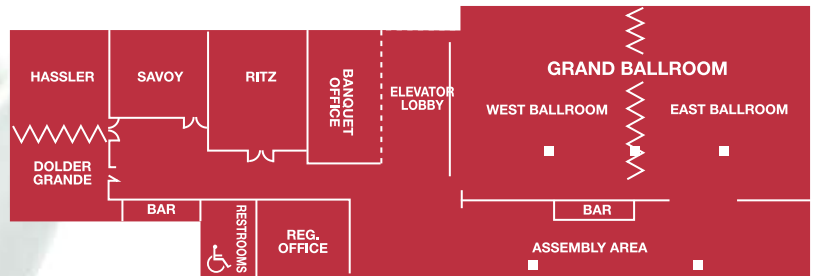 HASSLER
SAVOY
RITZ
BANQUET
OFFICE
ELEVATOR
LOBBY
GRAND BALLROOM
WEST BALLROOM
EAST BALLROOM
DOLDER
GRANDE
BAR
RESTROOMS
REG.
OFFICE
BAR
ASSEMBLY AREA